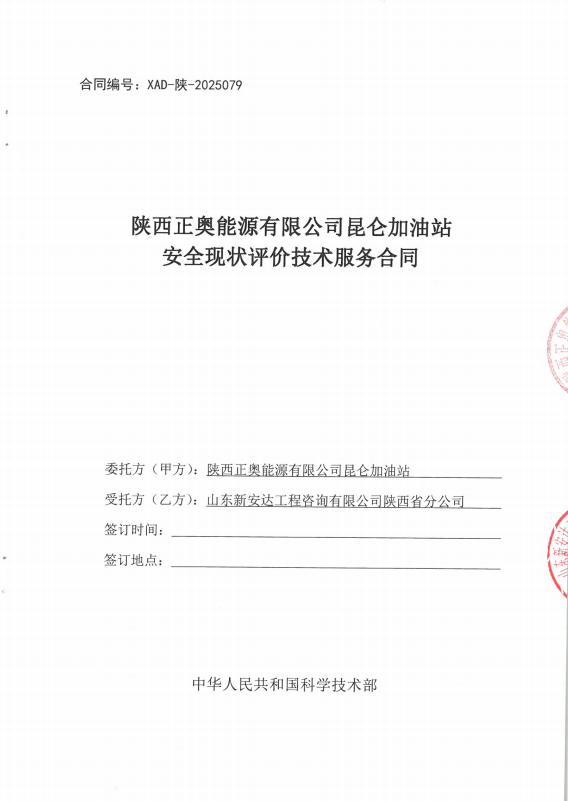 合同编号：XAD-陕-2025079
陕西正奥能源有限公司昆仑加油站
安全现状评价技术服务合同
委托方（甲方）：陕西正奥能源有限公司昆仑加油站
受托方（乙方）：山东新安达工程咨询有限公司陕西省分公司
签订时间：
签订地点：
中华人民共和国科学技术部